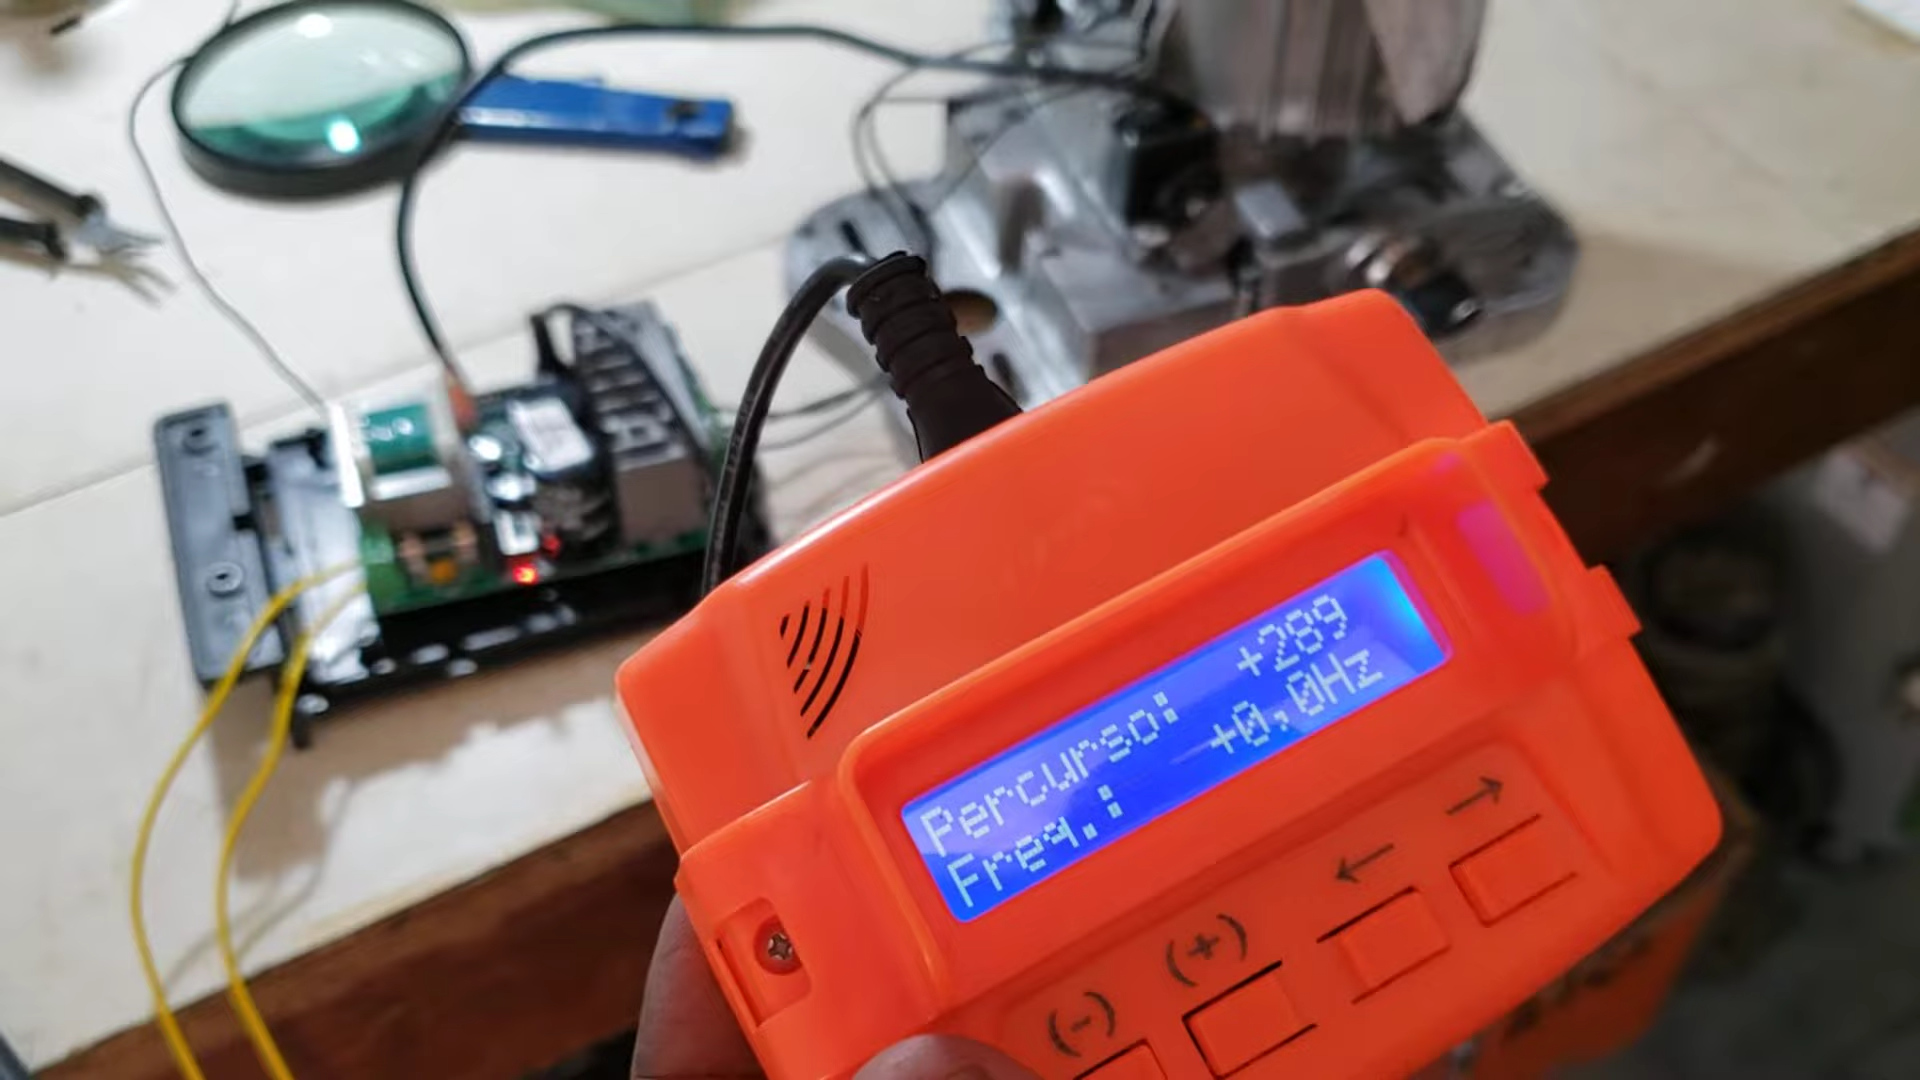 Percurso: +289
Freq.: +0,0Hz
→
←
(+)
(-)